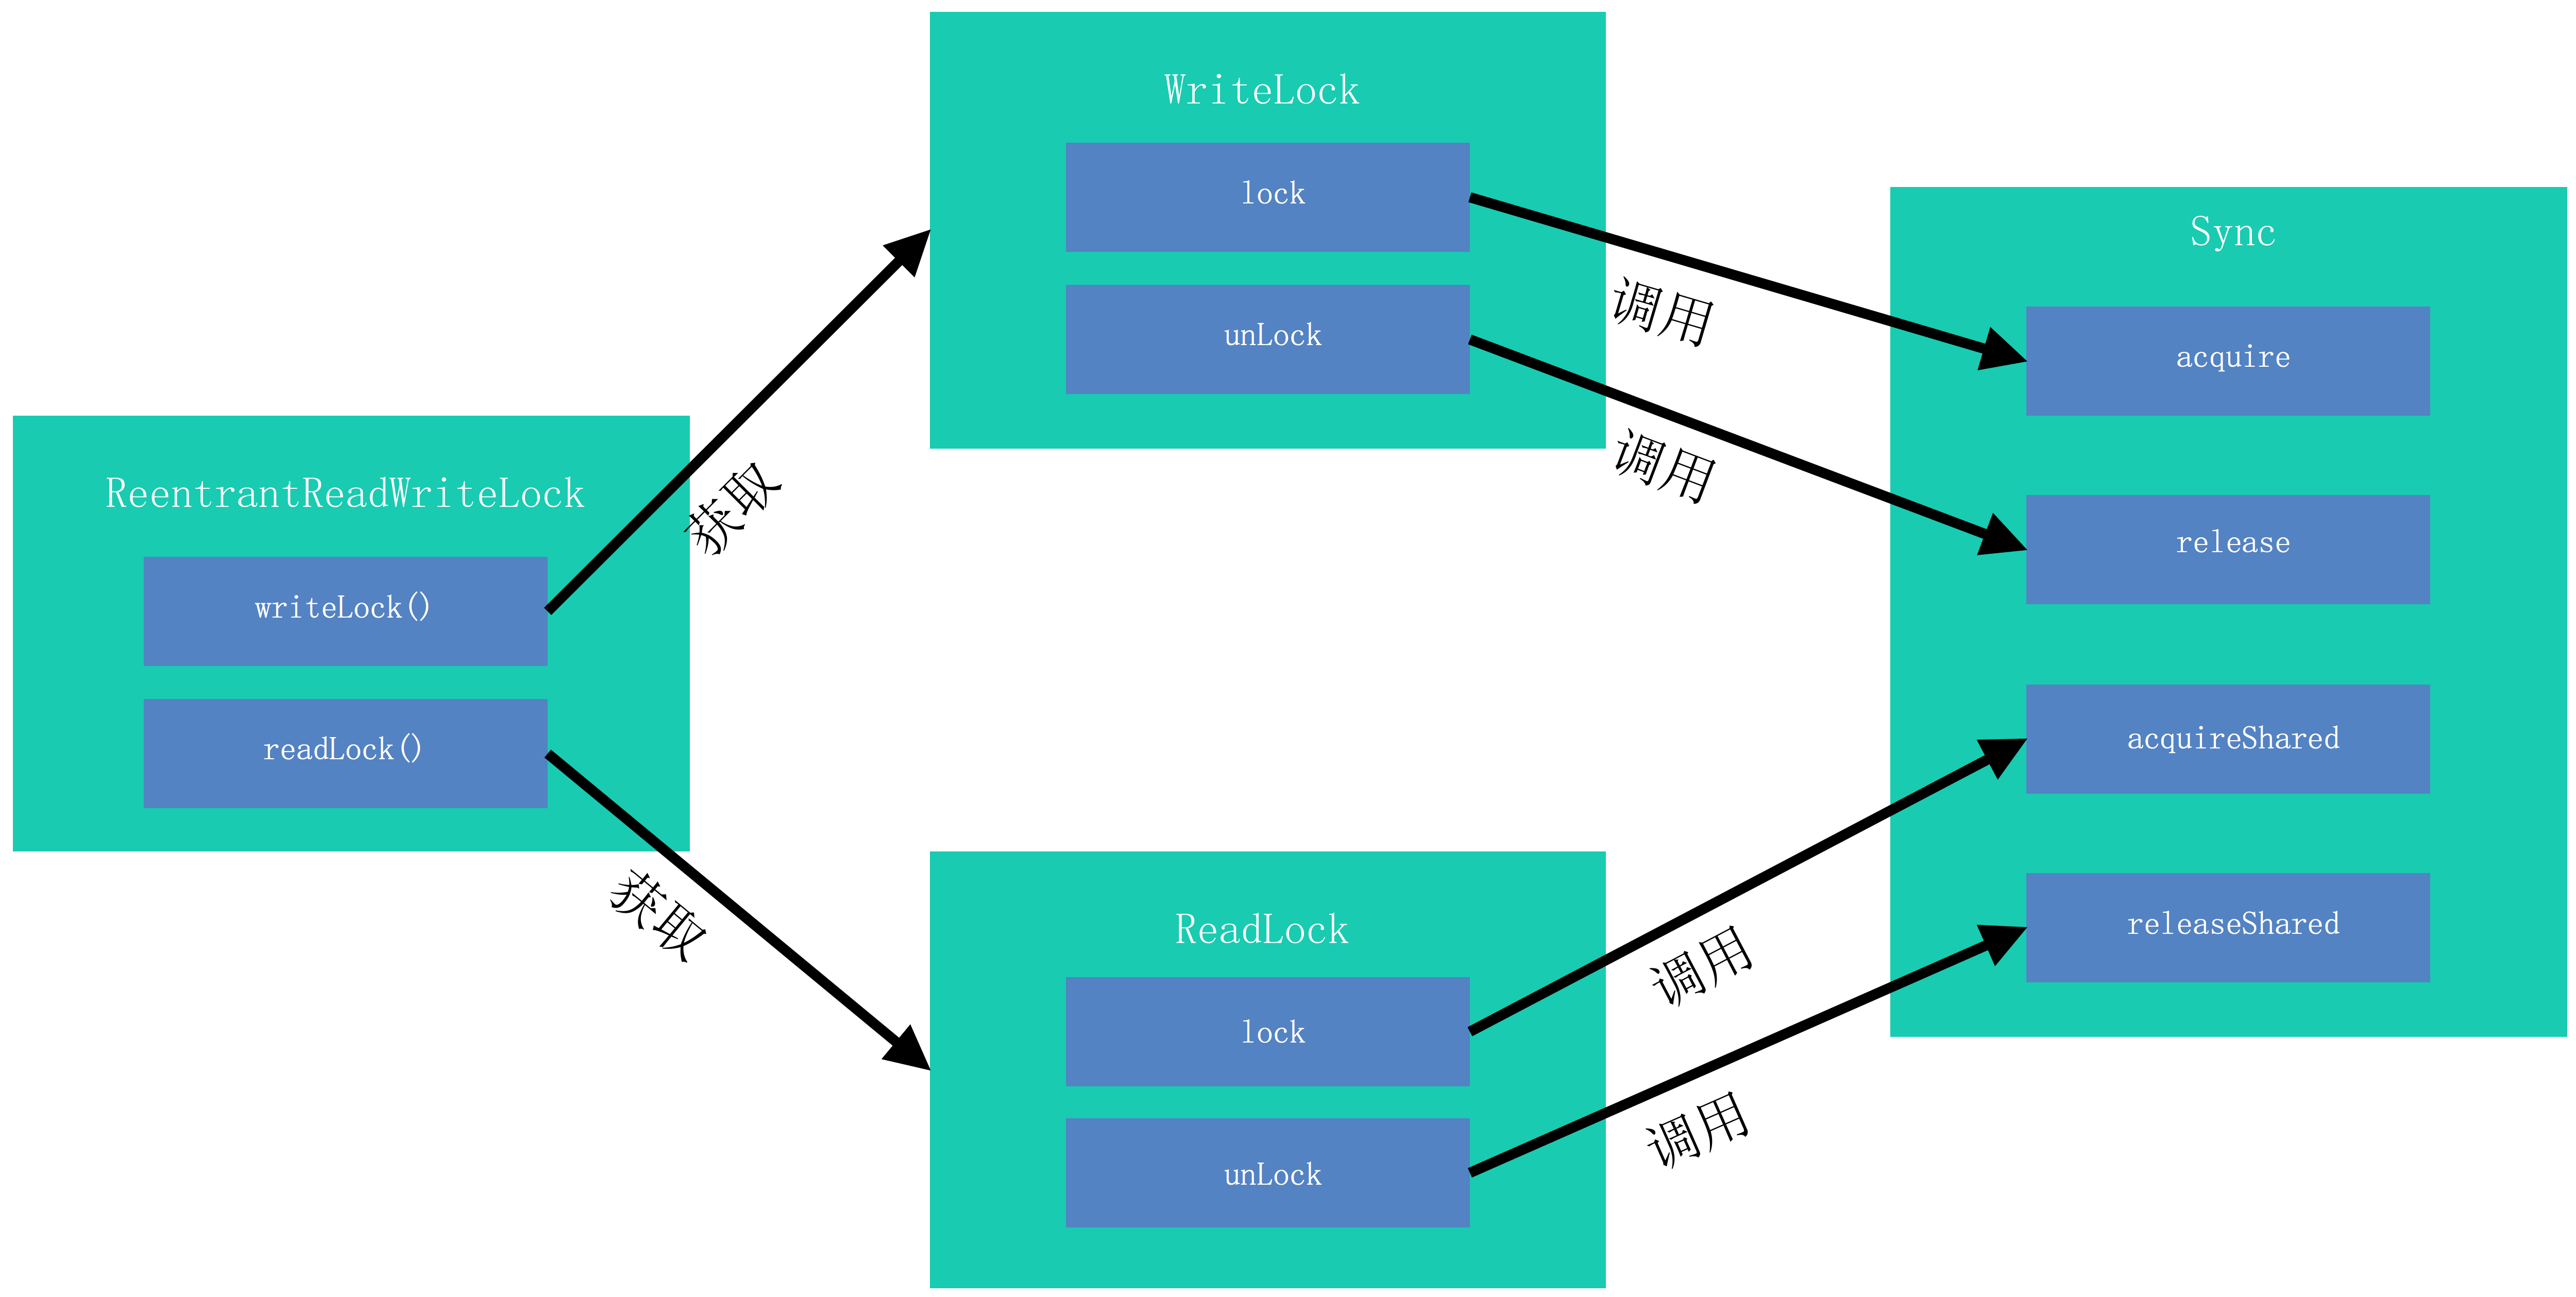 ReentrantReadWriteLock
writeLock()
readLock()
获取
获取
WriteLock
lock
unLock
调用
调用
ReadLock
lock
unLock
调用
调用
Sync
acquire
release
acquireShared
releaseShared